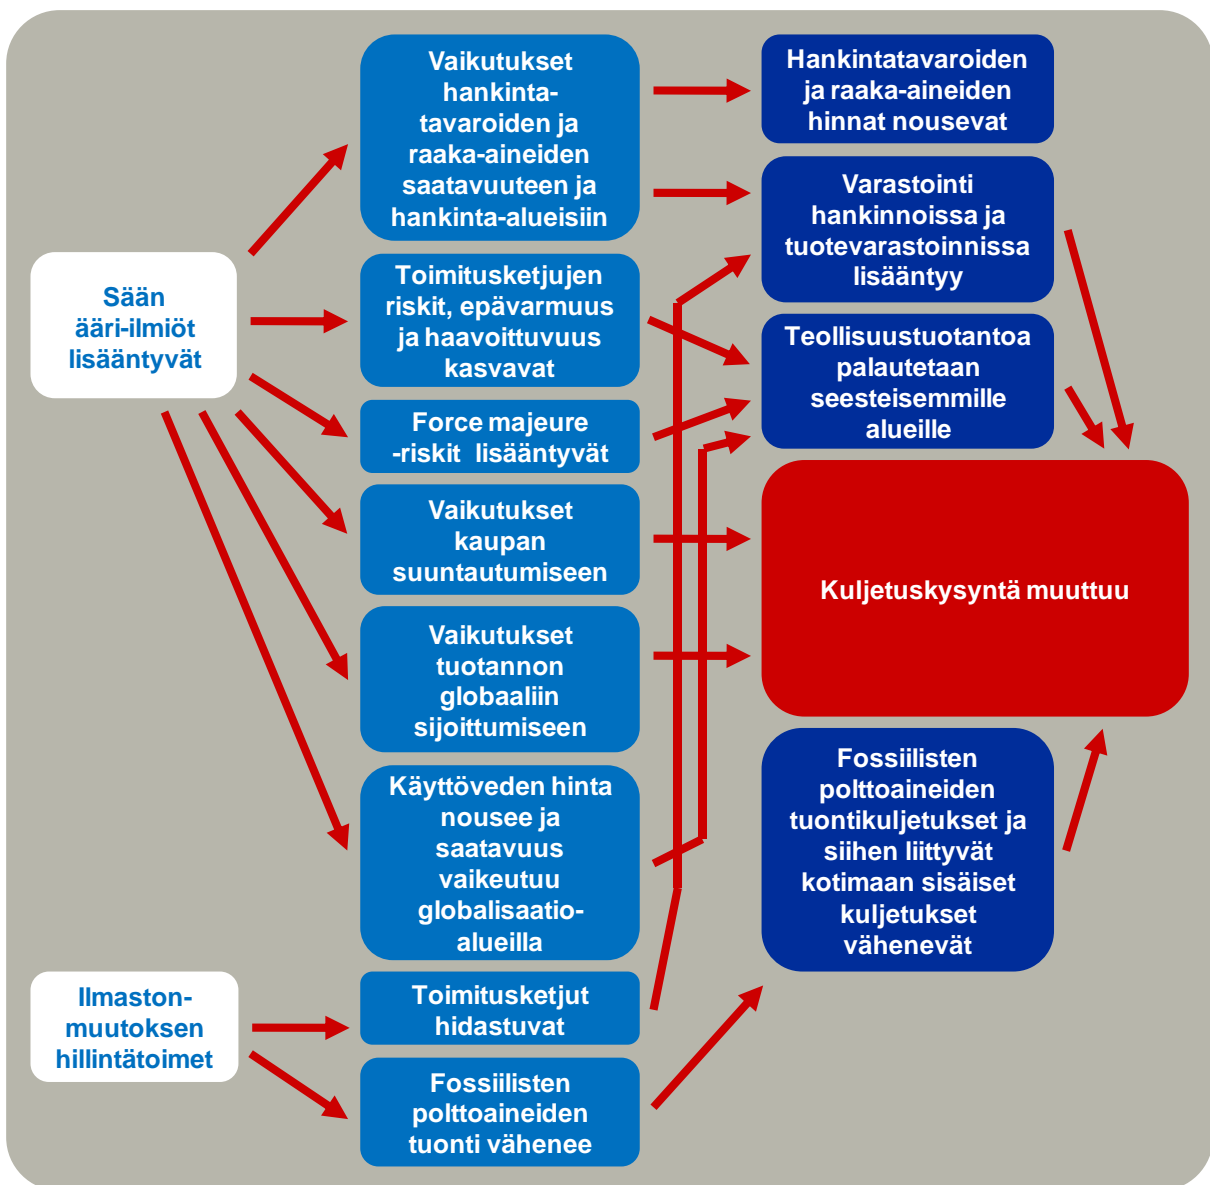 Sään
ääri-ilmiöt
lisääntyvät
Ilmaston-
muutoksen
hillintätoimet
Vaikutukset
hankinta-
tavaroiden ja
raaka-aineiden
saatavuuteen ja
hankinta-alueisiin
Toimitusketjujen
riskit, epävarmuus
ja haavoittuvuus
kasvavat
Force majeure
-riskit lisääntyvät
Vaikutukset
kaupan
suuntautumiseen
Vaikutukset
tuotannon
globaaliin
sijoittumiseen
Käyttöveden hinta
nousee ja
saatavuus
vaikeutuu
globalisaatio-
alueilla
Toimitusketjut
hidastuvat
Fossiilisten
polttoaineiden
tuonti vähenee
Hankintatavaroiden
ja raaka-aineiden
hinnat nousevat
Varastointi
hankinnoissa ja
tuotevarastoinnissa
lisääntyy
Teollisuustuotantoa
palautetaan
seesteisemmille
alueille
Kuljetuskysyntä muuttuu
Fossiilisten
polttoaineiden
tuontikuljetukset ja
siihen liittyvät
kotimaan sisäiset
kuljetukset
vähenevät